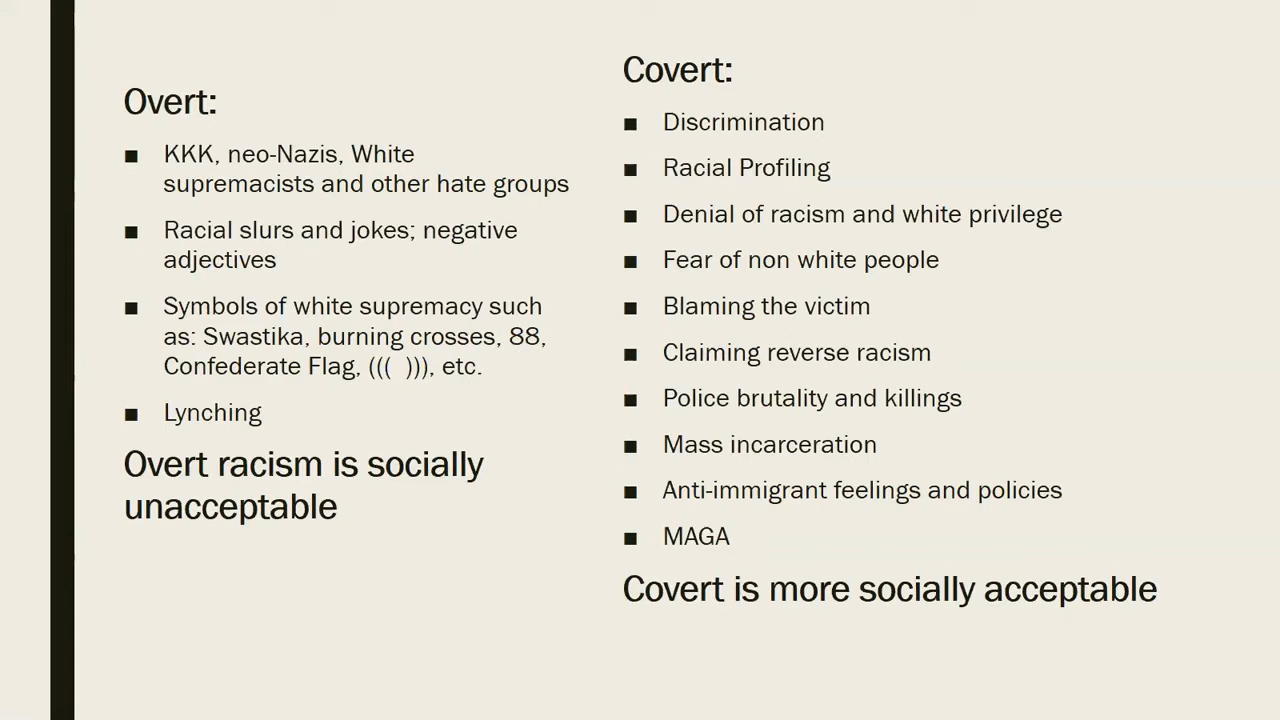 Overt:
■ KKK, neo-Nazis, White
supremacists and other hate groups
■ Racial slurs and jokes; negative
adjectives
■ Symbols of white supremacy such
as: Swastika, burning crosses, 88,
Confederate Flag, (((  ))), etc.
■ Lynching
Overt racism is socially
unacceptable
Covert:
■ Discrimination
■ Racial Profiling
■ Denial of racism and white privilege
■ Fear of non white people
■ Blaming the victim
■ Claiming reverse racism
■ Police brutality and killings
■ Mass incarceration
■ Anti-immigrant feelings and policies
■ MAGA
Covert is more socially acceptable